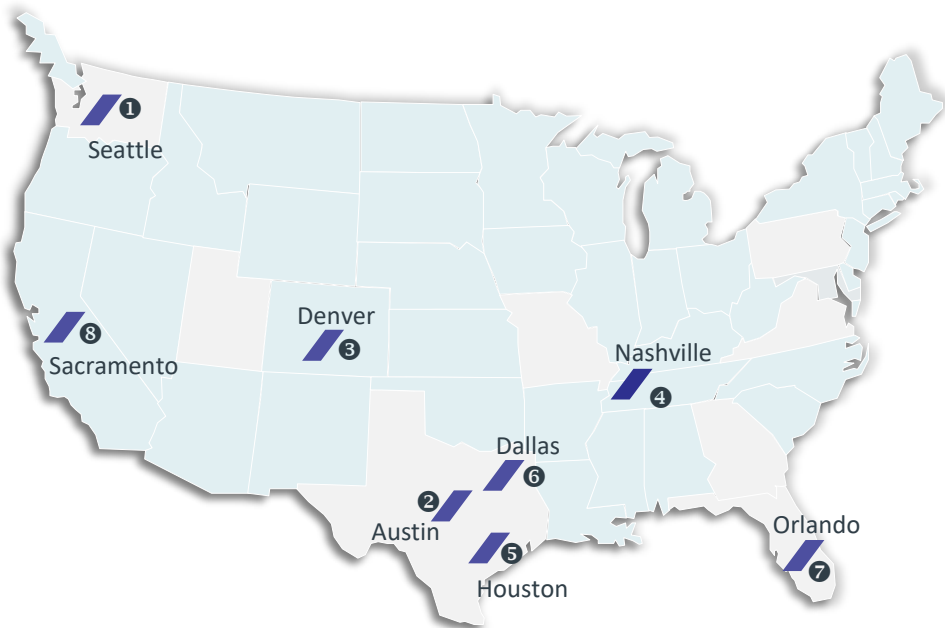 ❶
Seattle
Denver
❸
❽
Sacramento
Nashville
❹
Dallas
❻
❷
Austin
Orlando
❺
❼
Houston